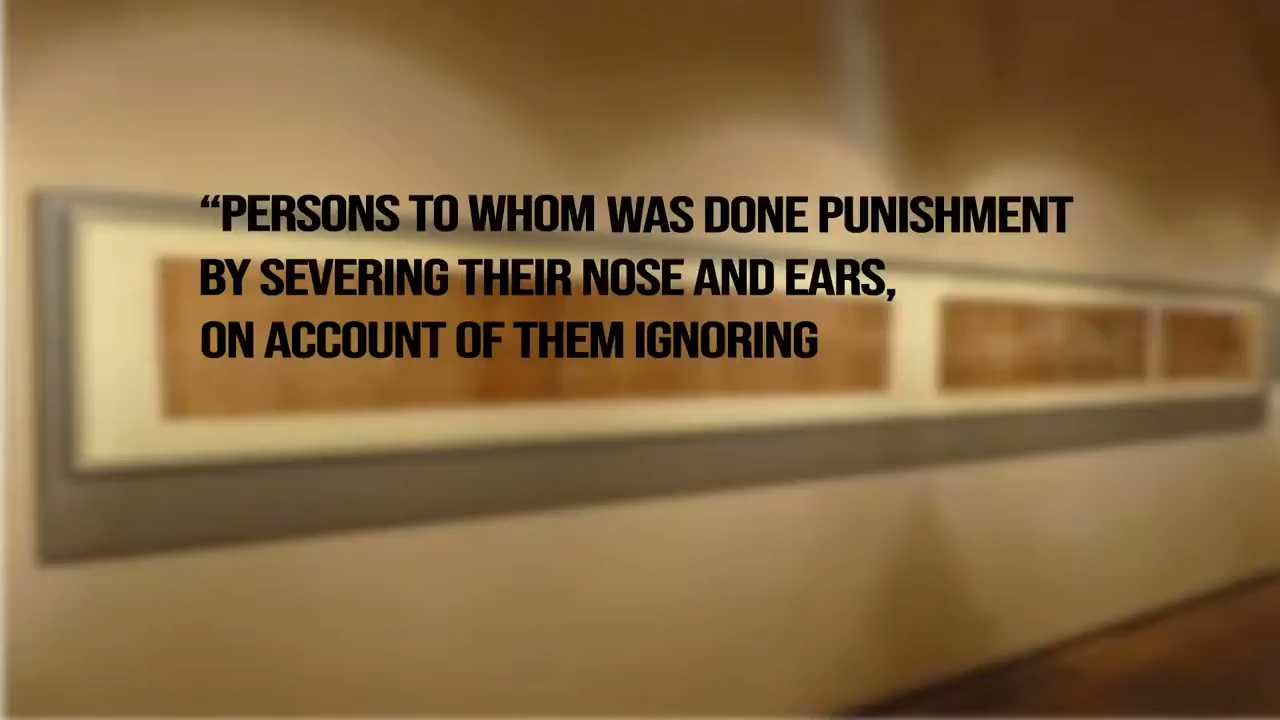 “PERSONS TO WHOM WAS DONE PUNISHMENT
BY SEVERING THEIR NOSE AND EARS,
ON ACCOUNT OF THEM IGNORING